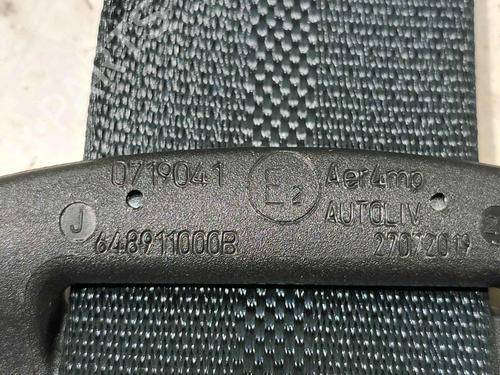 0719041
E2
Aer4mp
AUTOLIV
J
648911000B
27072019